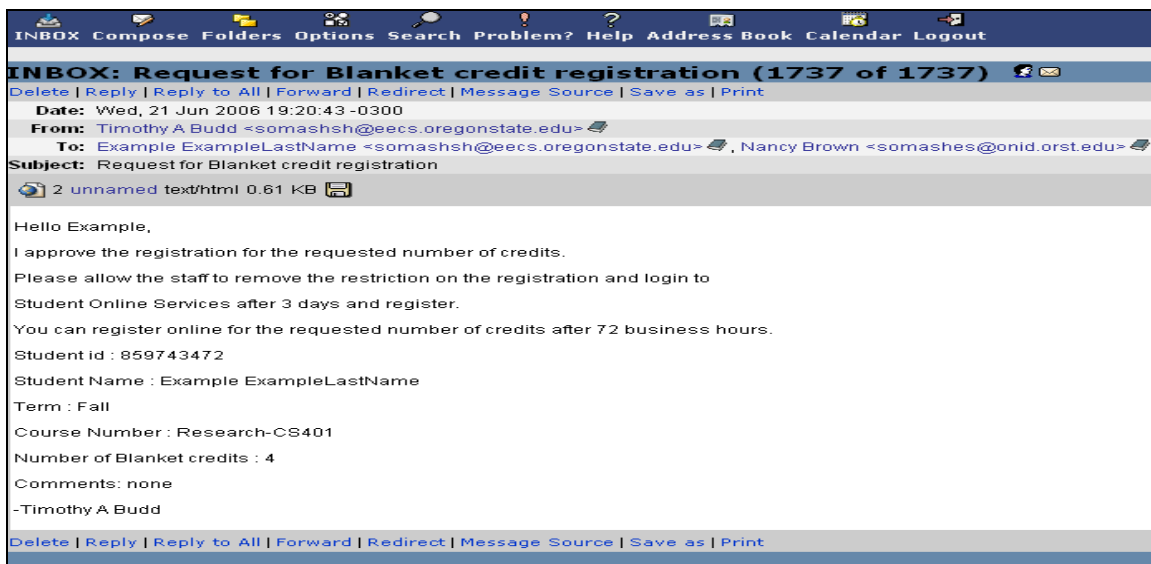 INBOX Compose Folders Options Search Problem? Help Address Book Calendar Logout
INBOX: Request for Blanket credit registration (1737 of 1737)
Delete | Reply | Reply to All | Forward | Redirect | Message Source | Save as | Print
Date: Wed, 21 Jun 2006 19:20:43 -0300
From: Timothy A Budd <somashsh@eecs.oregonstate.edu>
To: Example ExampleLastName <somashsh@eecs.oregonstate.edu>, Nancy Brown <somashes@onid.orst.edu>
Subject: Request for Blanket credit registration
2 unnamed text/html 0.61 KB
Hello Example,
I approve the registration for the requested number of credits.
Please allow the staff to remove the restriction on the registration and login to
Student Online Services after 3 days and register.
You can register online for the requested number of credits after 72 business hours.
Student id : 859743472
Student Name : Example ExampleLastName
Term : Fall
Course Number : Research-CS401
Number of Blanket credits : 4
Comments: none
-Timothy A Budd
Delete | Reply | Reply to All | Forward | Redirect | Message Source | Save as | Print